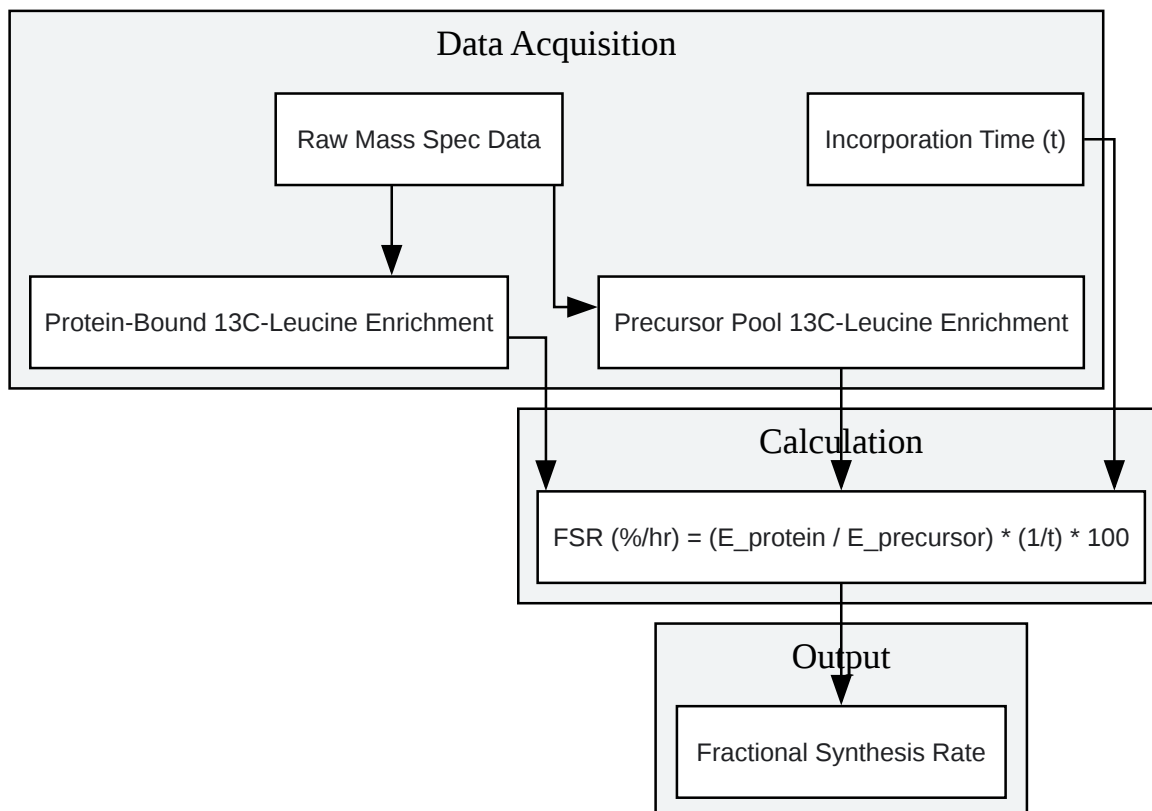 Data Acquisition
Raw Mass Spec Data
Incorporation Time (t)
Protein-Bound 13C-Leucine Enrichment
Precursor Pool 13C-Leucine Enrichment
Calculation
FSR (%/hr) = (E_protein / E_precursor) * (1/t) * 100
Output
Fractional Synthesis Rate